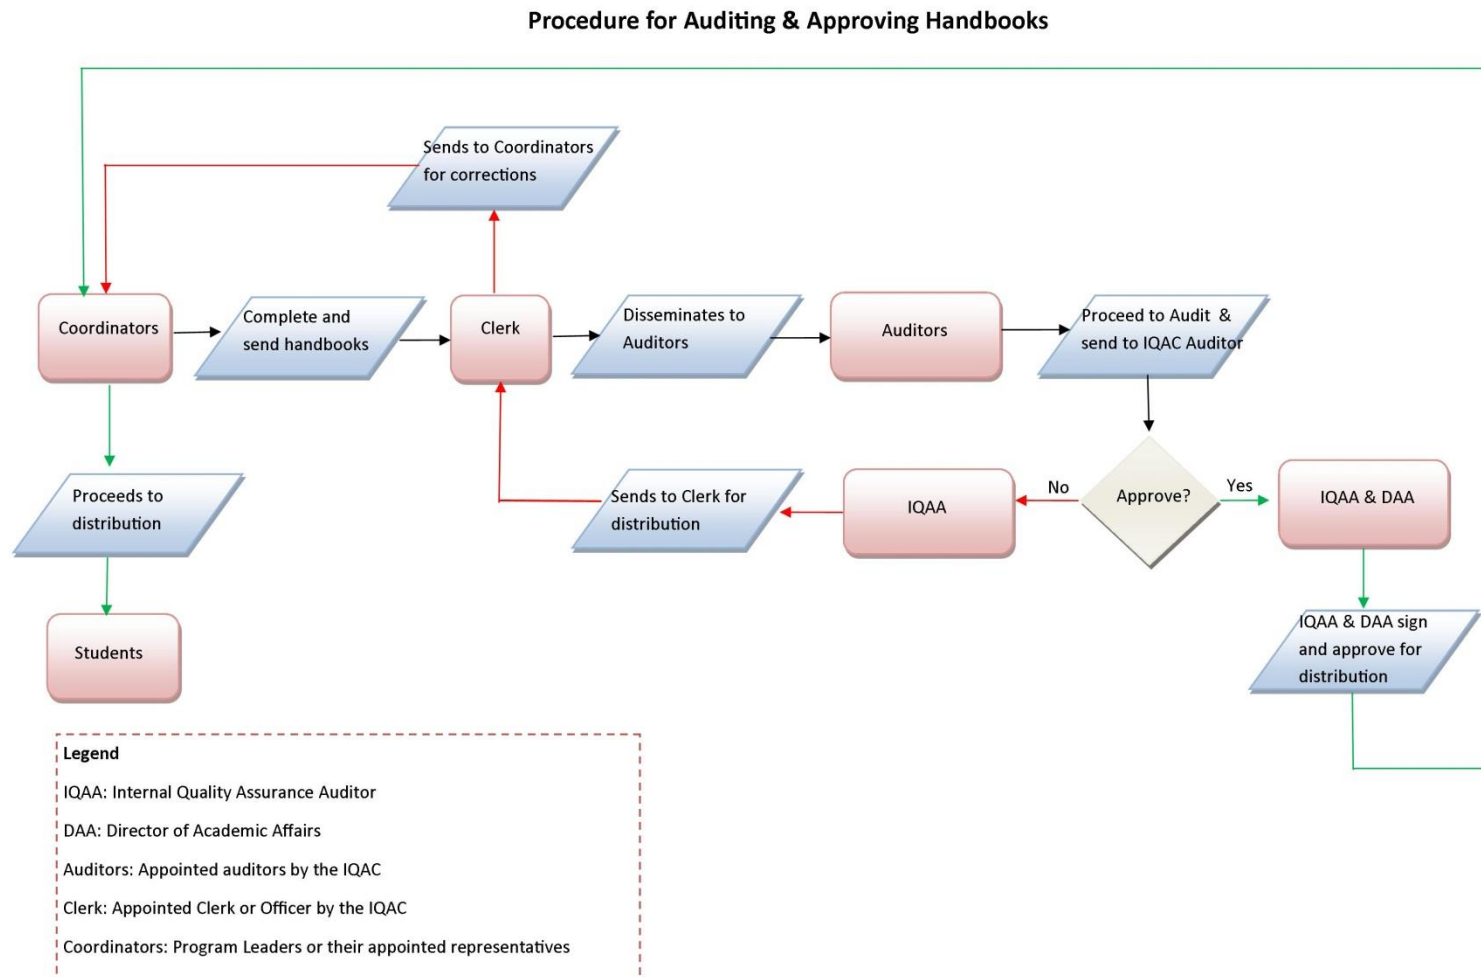 Procedure for Auditing & Approving Handbooks
Sends to Coordinators
for corrections
Coordinators
Complete and
send handbooks
Clerk
Disseminates to
Auditors
Auditors
Proceed to Audit &
send to IQAC Auditor
Proceeds to
distribution
Sends to Clerk for
distribution
IQAA
No
Approve?
Yes
IQAA & DAA
Students
IQAA & DAA sign
and approve for
distribution
Legend
IQAA: Internal Quality Assurance Auditor
DAA: Director of Academic Affairs
Auditors: Appointed auditors by the IQAC
Clerk: Appointed Clerk or Officer by the IQAC
Coordinators: Program Leaders or their appointed representatives